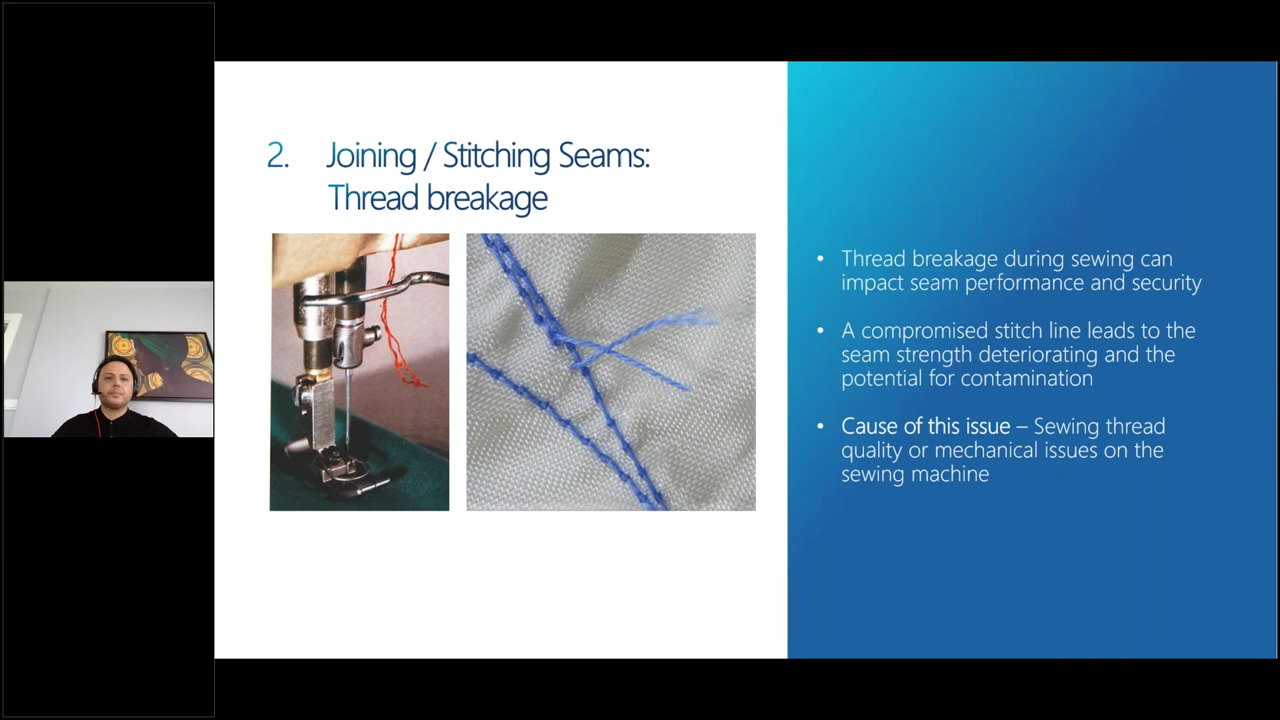 2. Joining / Stitching Seams:
Thread breakage
• Thread breakage during sewing can
impact seam performance and security
• A compromised stitch line leads to the
seam strength deteriorating and the
potential for contamination
• Cause of this issue – Sewing thread
quality or mechanical issues on the
sewing machine